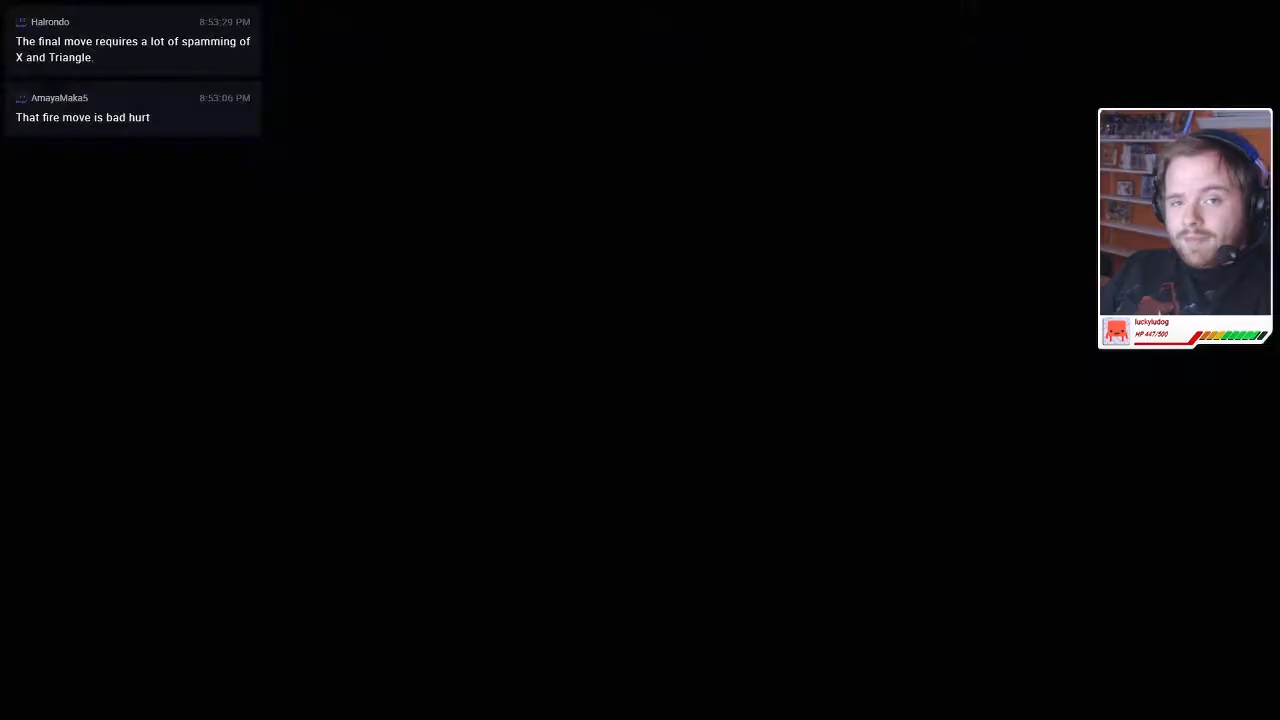 Halrondo 8:53:29 PM
The final move requires a lot of spamming of
X and Triangle.
AmayaMaka5 8:53:06 PM
That fire move is bad hurt
luckyludog
HP 447/500